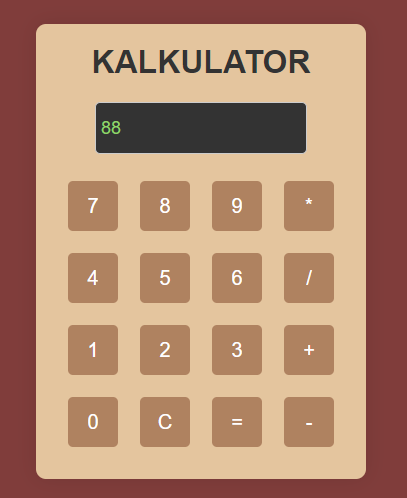 KALKULATOR
88
7 8 9 *
4 5 6 /
1 2 3 +
0 C = -